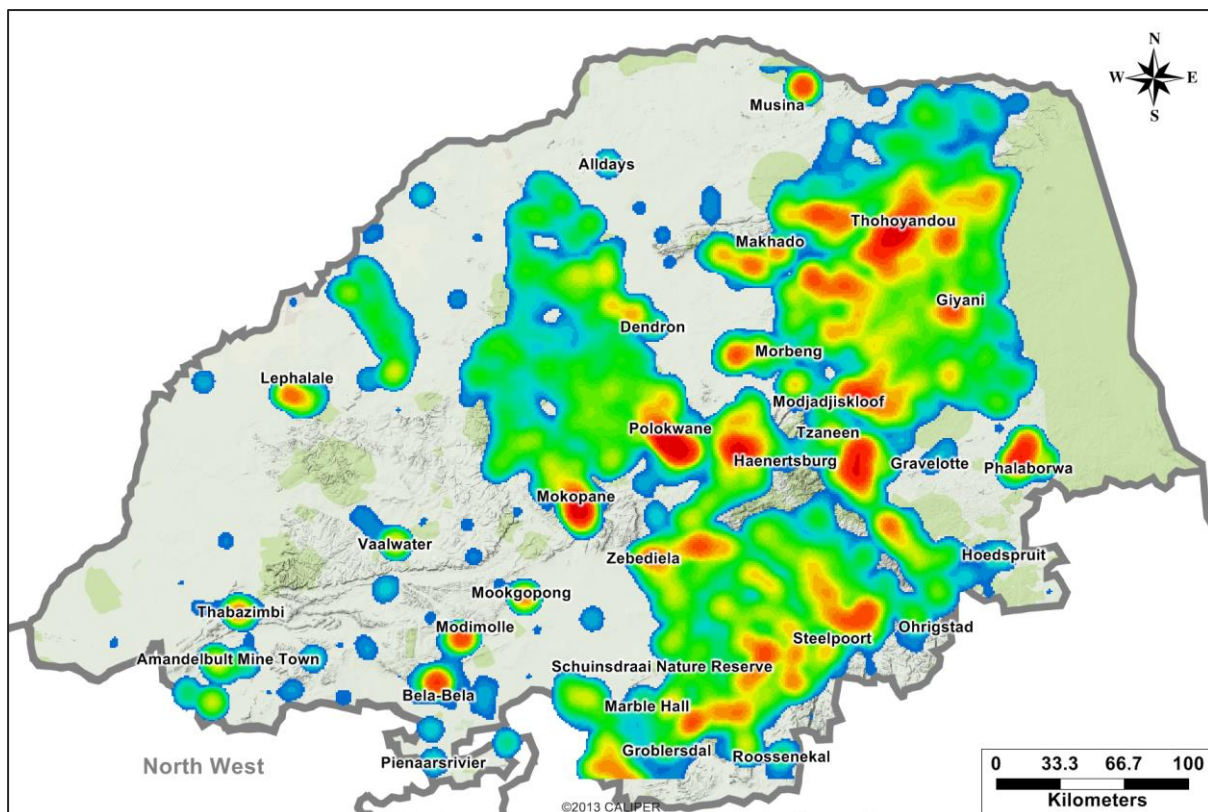 N
W E
S
Musina
Alldays
Thohoyandou
Makhado
Giyani
Dendron
Morbeng
Lephalale
Modjadjiskloof
Polokwane
Tzaneen
Haenertsburg
Gravelotte
Phalaborwa
Mokopane
Vaalwater
Zebediela
Hoedspruit
Mookgopong
Thabazimbi
Modimolle
Ohrigstad
Steelpoort
Amandelbult Mine Town
Schuinsdraai Nature Reserve
Bela-Bela
Marble Hall
Groblersdal
Roossenekal
Pienaarsrivier
North West
0 33.3 66.7 100
Kilometers
©2013 CALIPER